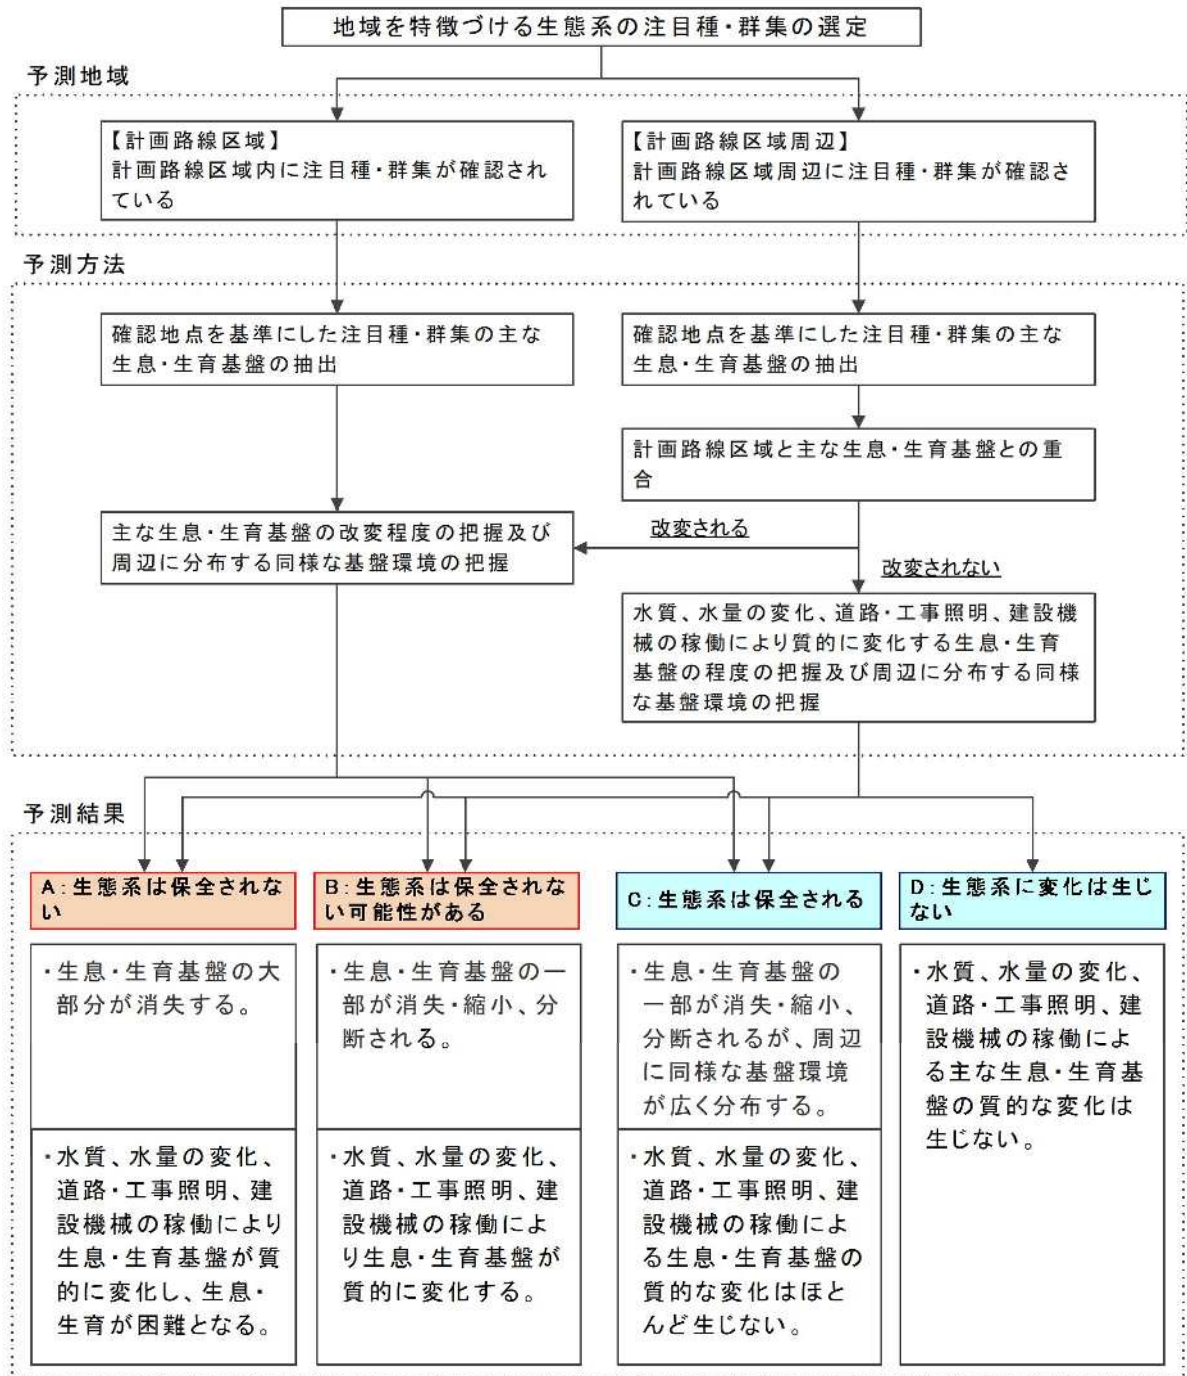 地域を特徴づける生態系の注目種・群集の選定
予測地域
【計画路線区域】
計画路線区域内に注目種・群集が確認され
ている
【計画路線区域周辺】
計画路線区域周辺に注目種・群集が確認さ
れている
予測方法
確認地点を基準にした注目種・群集の主な
生息・生育基盤の抽出
確認地点を基準にした注目種・群集の主な
生息・生育基盤の抽出
計画路線区域と主な生息・生育基盤との重
合
主な生息・生育基盤の改変程度の把握及び
周辺に分布する同様な基盤環境の把握
改変される
改変されない
水質、水量の変化、道路・工事照明、建設機
械の稼働により質的に変化する生息・生育
基盤の程度の把握及び周辺に分布する同様
な基盤環境の把握
予測結果
A:生態系は保全されな
い
B:生態系は保全されな
い可能性がある
C:生態系は保全される
D:生態系に変化は生じ
ない
・生息・生育基盤の大
部分が消失する。
・生息・生育基盤の一
部が消失・縮小、分
断される。
・生息・生育基盤の
一部が消失・縮小、
分断されるが、周辺
に同様な基盤環境
が広く分布する。
・水質、水量の変化、
道路・工事照明、建
設機械の稼働によ
る主な生息・生育基
盤の質的な変化は
生じない。
・水質、水量の変化、
道路・工事照明、建
設機械の稼働により
生息・生育基盤が質
的に変化し、生息・
生育が困難となる。
・水質、水量の変化、
道路・工事照明、建
設機械の稼働によ
り生息・生育基盤が
質的に変化する。
・水質、水量の変化、
道路・工事照明、建
設機械の稼働によ
る生息・生育基盤の
質的な変化はほと
んど生じない。